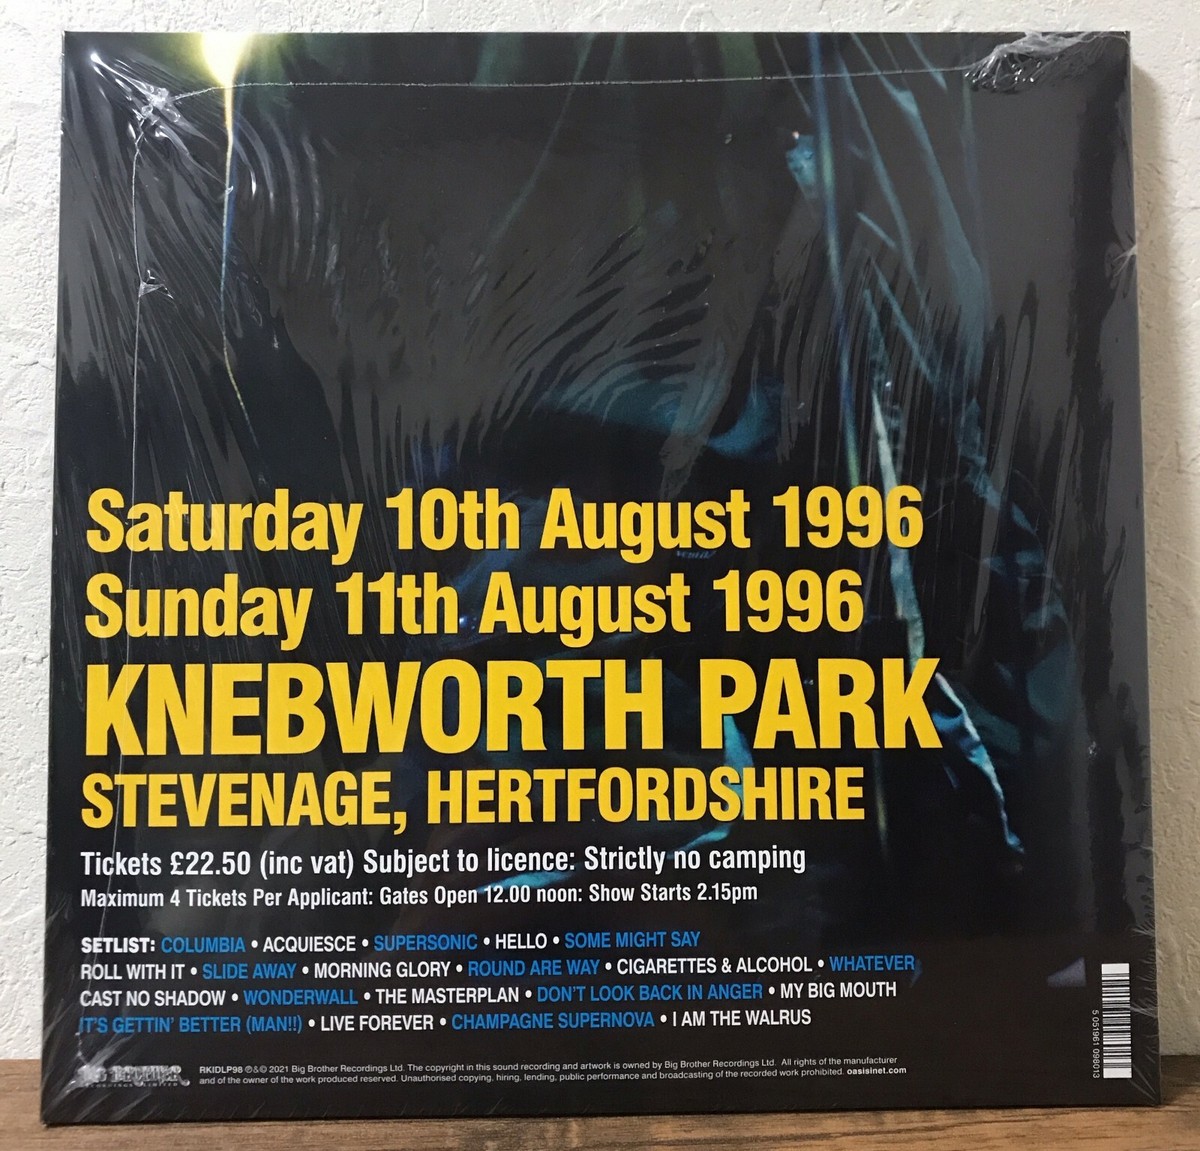 Saturday 10th August 1996
Sunday 11th August 1996
KNEBWORTH PARK
STEVENAGE, HERTFORDSHIRE
Tickets £22.50 (inc vat) Subject to licence: Strictly no camping
Maximum 4 Tickets Per Applicant: Gates Open 12.00 noon: Show Starts 2.15pm
SETLIST: COLUMBIA • ACQUIESCE • SUPERSONIC • HELLO • SOME MIGHT SAY
ROLL WITH IT • SLIDE AWAY • MORNING GLORY • ROUND ARE WAY • CIGARETTES & ALCOHOL • WHATEVER
CAST NO SHADOW • WONDERWALL • THE MASTERPLAN • DON'T LOOK BACK IN ANGER • MY BIG MOUTH
IT'S GETTIN' BETTER (MAN!!) • LIVE FOREVER • CHAMPAGNE SUPERNOVA • I AM THE WALRUS
BIG BROTHER
RKIDLP98 ℗&© 2021 Big Brother Recordings Ltd. The copyright in this sound recording and artwork is owned by Big Brother Recordings Ltd. All rights of the manufacturer
and of the owner of the work produced reserved. Unauthorised copying, hiring, lending, public performance and broadcasting of the recorded work prohibited. oasisinet.com
5 051961 098013